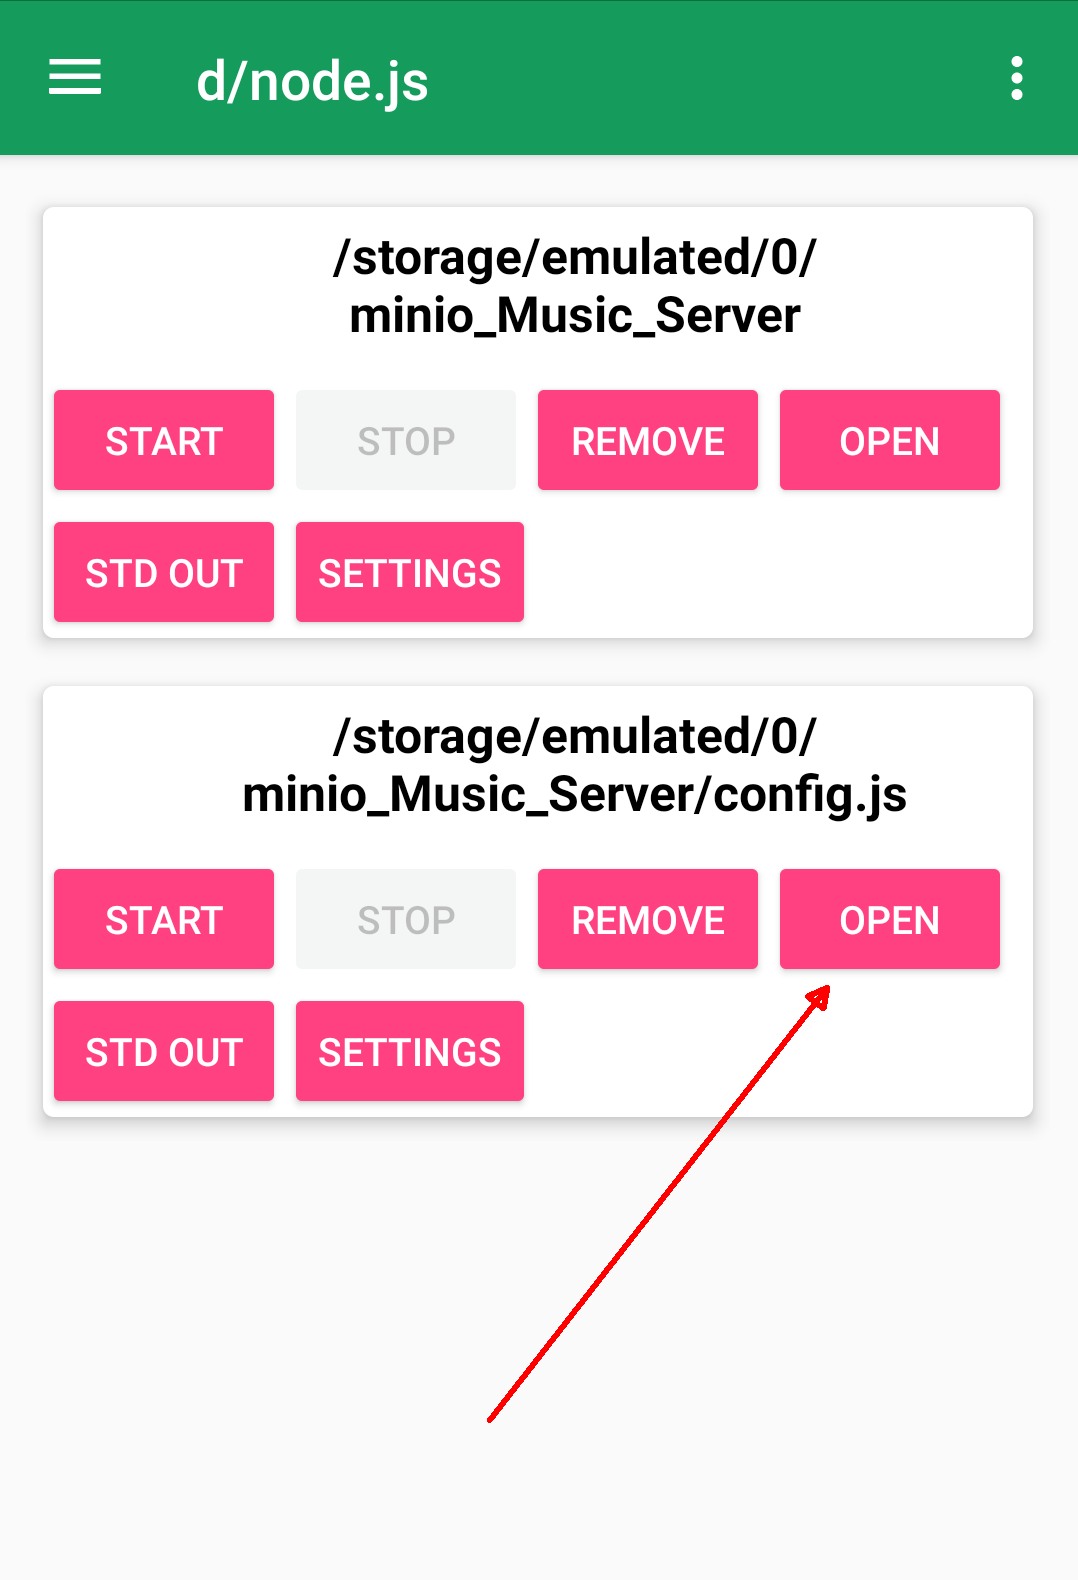 d/node.js
/storage/emulated/0/
minio_Music_Server
START STOP REMOVE OPEN
STD OUT SETTINGS
/storage/emulated/0/
minio_Music_Server/config.js
START STOP REMOVE OPEN
STD OUT SETTINGS